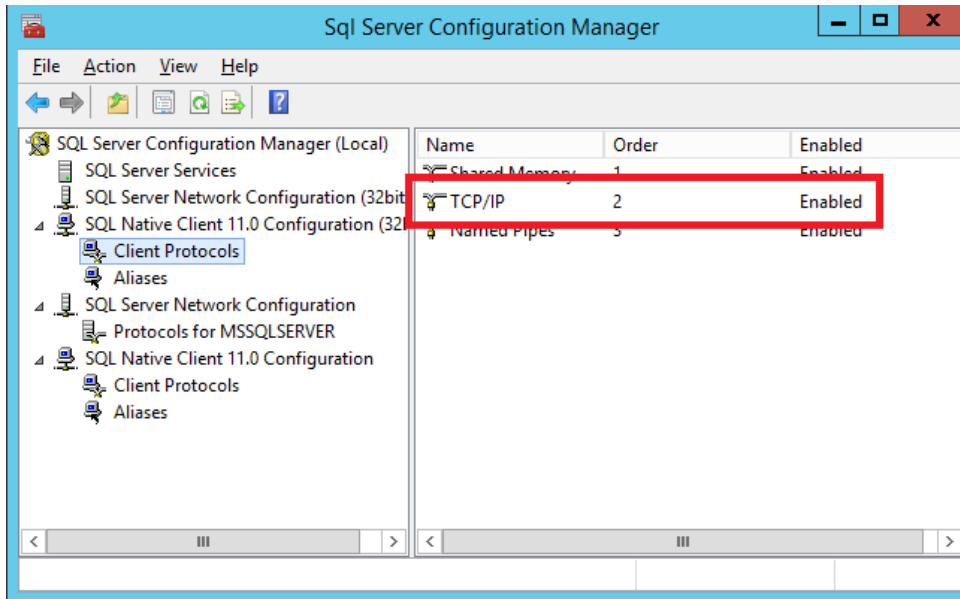 Sql Server Configuration Manager
File Action View Help
SQL Server Configuration Manager (Local)
SQL Server Services
SQL Server Network Configuration (32bit
SQL Native Client 11.0 Configuration (32
Client Protocols
Aliases
SQL Server Network Configuration
Protocols for MSSQLSERVER
SQL Native Client 11.0 Configuration
Client Protocols
Aliases
Name Order Enabled
Shared Memory 1 Enabled
TCP/IP 2 Enabled
Named Pipes 3 Enabled